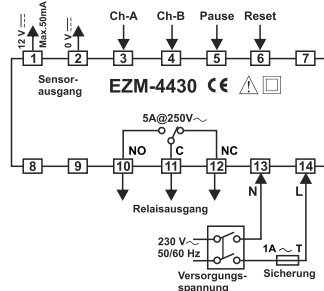 12 V ⎓ Max.50mA
0 V ⎓
Ch-A Ch-B Pause Reset
1 2 3 4 5 6 7
Sensor-
ausgang
EZM-4430 CE
5A@250V~
NO C NC
8 9 10 11 12 13 14
N L
Relaisausgang
230 V~
50/60 Hz
1A ~ T
Versorgungs-
spannung
Sicherung